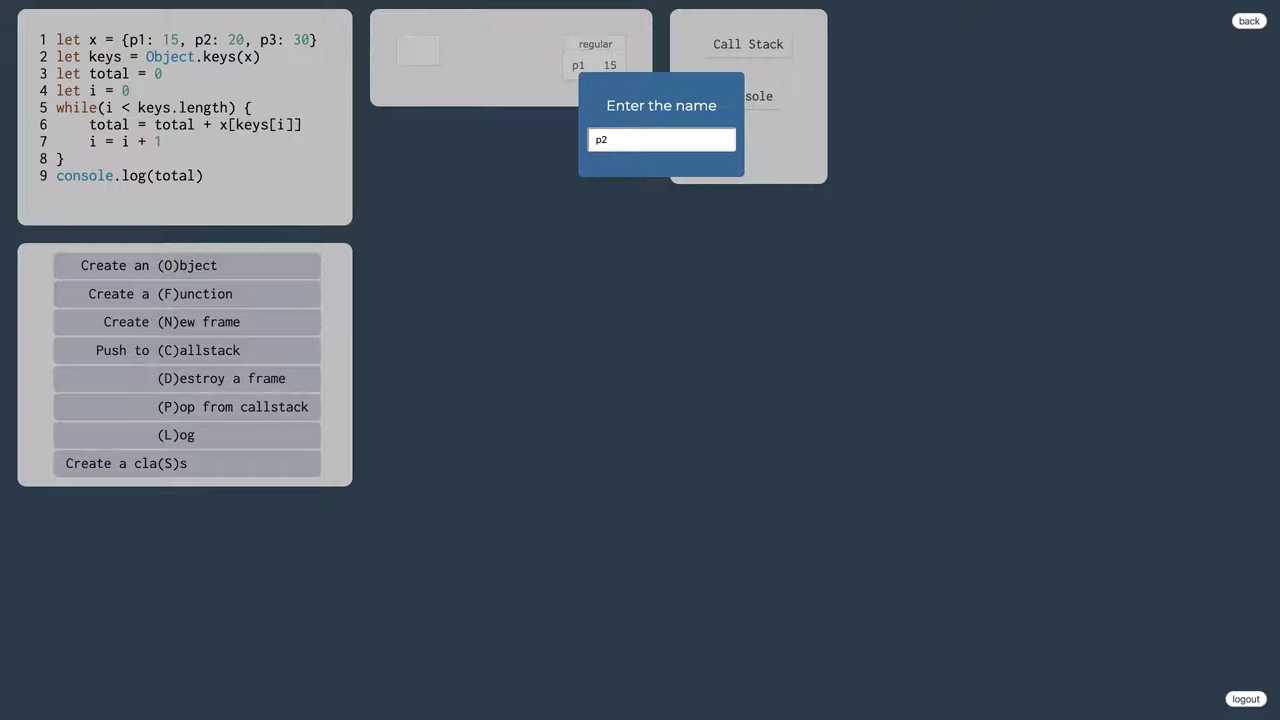 1 let x = {p1: 15, p2: 20, p3: 30}
2 let keys = Object.keys(x)
3 let total = 0
4 let i = 0
5 while(i < keys.length) {
6     total = total + x[keys[i]]
7     i = i + 1
8 }
9 console.log(total)
Create an (O)bject
Create a (F)unction
Create (N)ew frame
Push to (C)allstack
(D)estroy a frame
(P)op from callstack
(L)og
Create a cla(S)s
regular
p1 15
Enter the name
p2
Call Stack
sole
back
logout